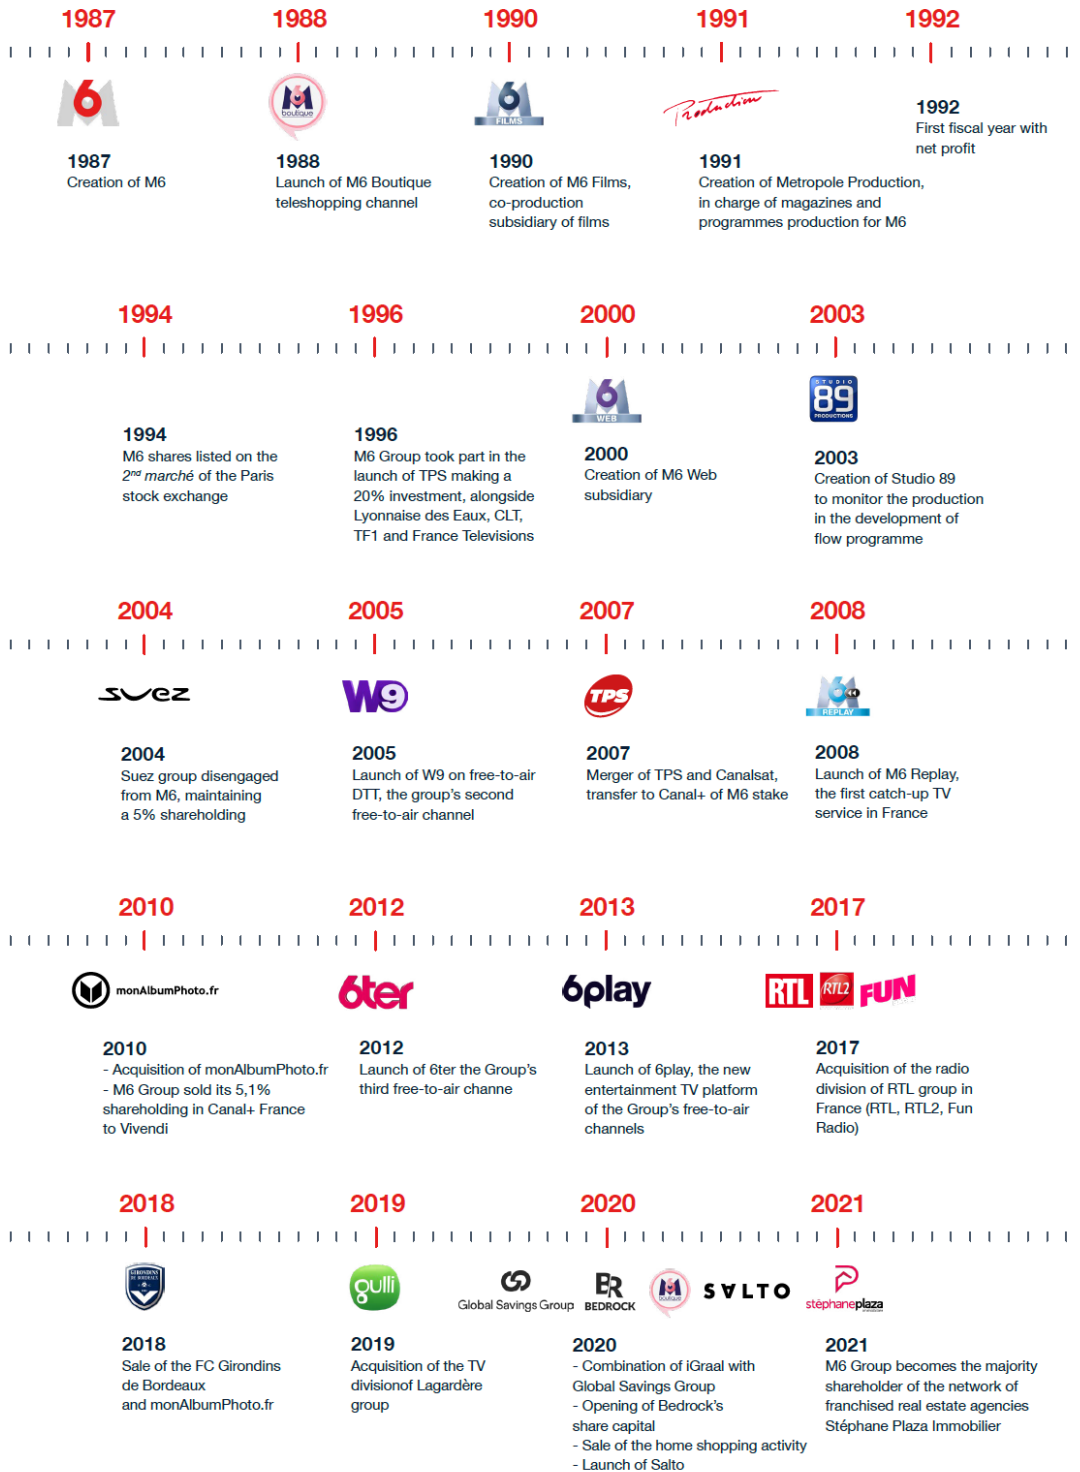 1987 1988 1990 1991 1992
M6
M6 boutique
M6 FILMS
Production
1987
Creation of M6
1988
Launch of M6 Boutique
teleshopping channel
1990
Creation of M6 Films,
co-production
subsidiary of films
1991
Creation of Metropole Production,
in charge of magazines and
programmes production for M6
1992
First fiscal year with
net profit
1994 1996 2000 2003
M6 WEB
STUDIO
89
PRODUCTIONS
1994
M6 shares listed on the
2nd marché of the Paris
stock exchange
1996
M6 Group took part in the
launch of TPS making a
20% investment, alongside
Lyonnaise des Eaux, CLT,
TF1 and France Televisions
2000
Creation of M6 Web
subsidiary
2003
Creation of Studio 89
to monitor the production
in the development of
flow programme
2004 2005 2007 2008
suez
W9
TPS
M6 REPLAY
2004
Suez group disengaged
from M6, maintaining
a 5% shareholding
2005
Launch of W9 on free-to-air
DTT, the group's second
free-to-air channel
2007
Merger of TPS and Canalsat,
transfer to Canal+ of M6 stake
2008
Launch of M6 Replay,
the first catch-up TV
service in France
2010 2012 2013 2017
monAlbumPhoto.fr
6ter
6play
RTL RTL2 FUN
2010
- Acquisition of monAlbumPhoto.fr
- M6 Group sold its 5,1%
shareholding in Canal+ France
to Vivendi
2012
Launch of 6ter the Group's
third free-to-air channe
2013
Launch of 6play, the new
entertainment TV platform
of the Group's free-to-air
channels
2017
Acquisition of the radio
division of RTL group in
France (RTL, RTL2, Fun
Radio)
2018 2019 2020 2021
GIRONDINS
DE BORDEAUX
gulli
Global Savings Group
BR
BEDROCK
M6 boutique
SALTO
stéphaneplaza
2018
Sale of the FC Girondins
de Bordeaux
and monAlbumPhoto.fr
2019
Acquisition of the TV
divisionof Lagardère
group
2020
- Combination of iGraal with
Global Savings Group
- Opening of Bedrock's
share capital
- Sale of the home shopping activity
- Launch of Salto
2021
M6 Group becomes the majority
shareholder of the network of
franchised real estate agencies
Stéphane Plaza Immobilier